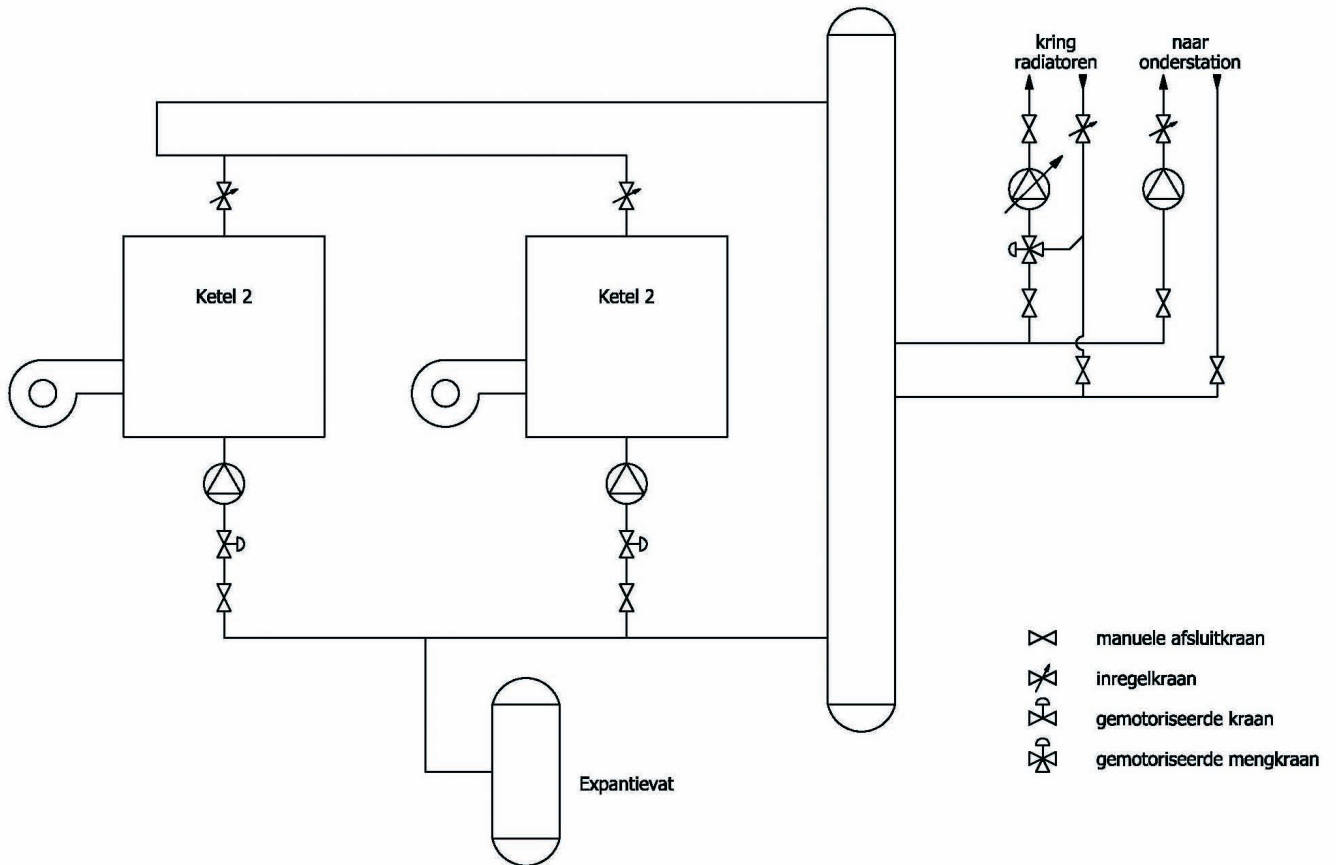 kring
radiatoren
naar
onderstation
Ketel 2
Ketel 2
manuele afsluitkraan
inregelkraan
gemotoriseerde kraan
gemotoriseerde mengkraan
Expantievat